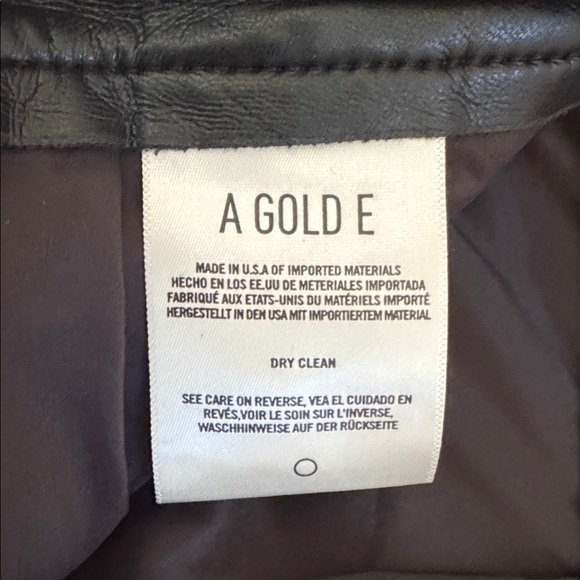 A GOLD E
MADE IN U.S.A OF IMPORTED MATERIALS
HECHO EN LOS EE.UU DE METERIALES IMPORTADA
FABRIQUÉ AUX ETATS-UNIS DU MATÉRIELS IMPORTÉ
HERGESTELLT IN DEN USA MIT IMPORTIERTEM MATERIAL
DRY CLEAN
SEE CARE ON REVERSE, VEA EL CUIDADO EN
REVÉS,VOIR LE SOIN SUR L'INVERSE,
WASCHHINWEISE AUF DER RÜCKSEITE